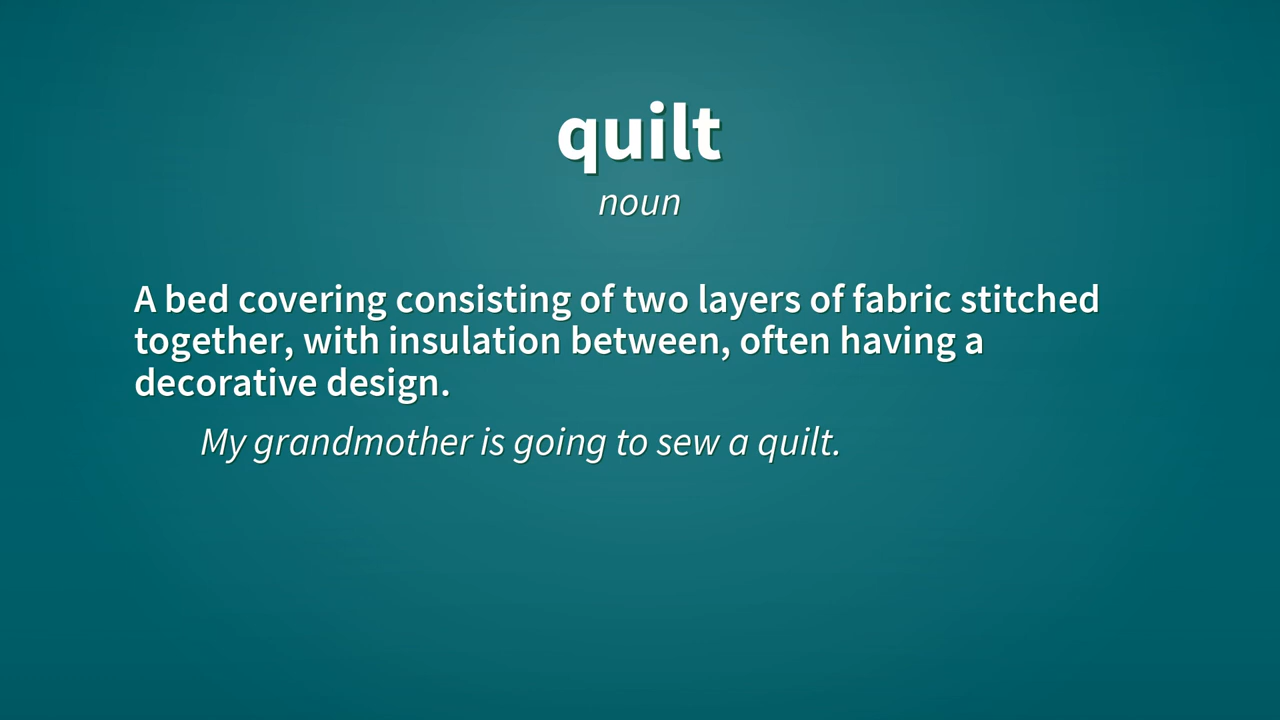 quilt
noun
A bed covering consisting of two layers of fabric stitched
together, with insulation between, often having a
decorative design.
My grandmother is going to sew a quilt.